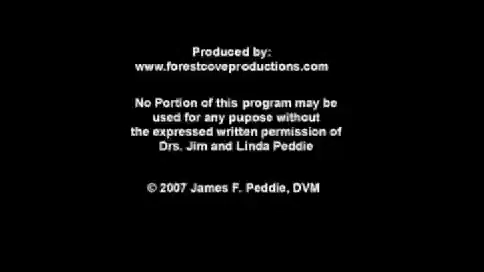 Produced by:
www.forestcoveproductions.com
No Portion of this program may be
used for any pupose without
the expressed written permission of
Drs. Jim and Linda Peddie
© 2007 James F. Peddie, DVM